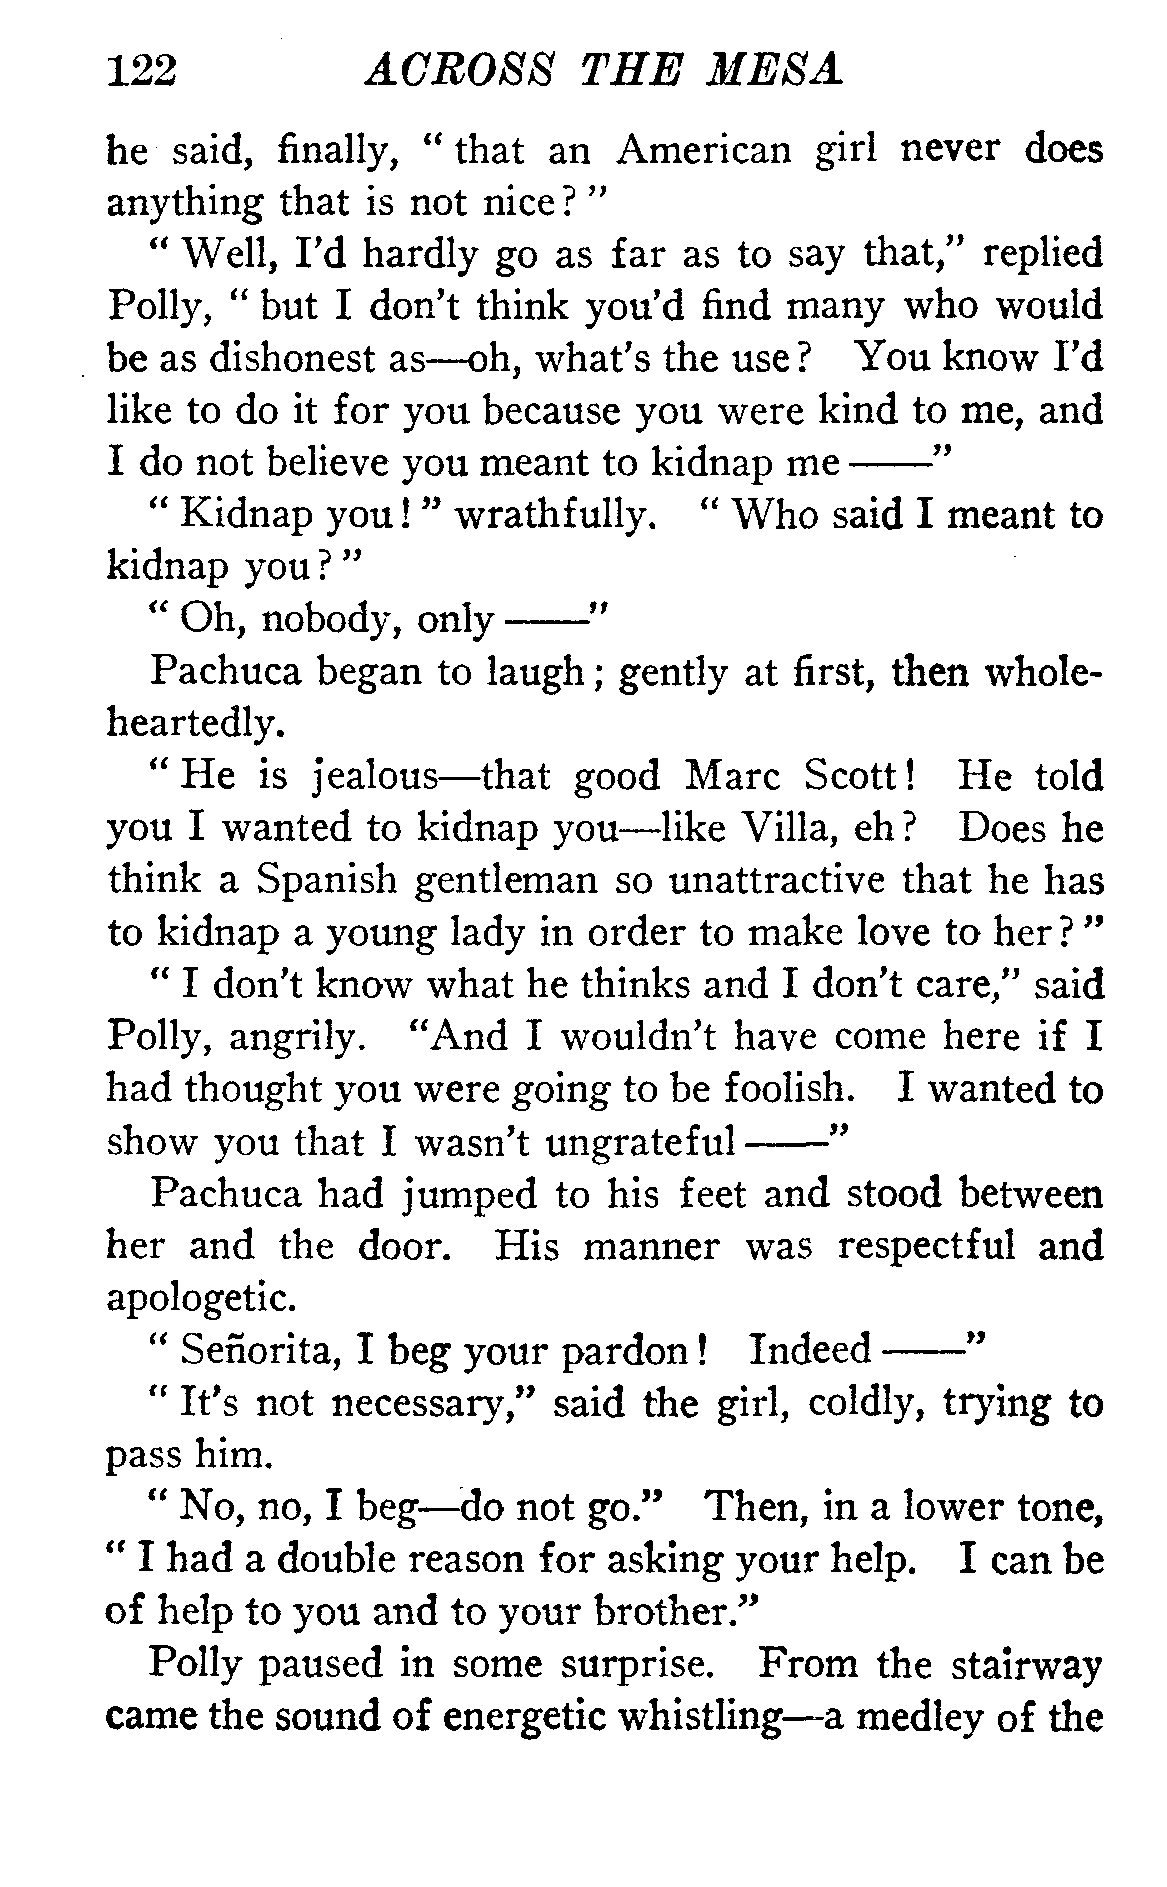 122 ACROSS THE MESA
he said, finally, “ that an American girl never does
anything that is not nice? ”
“ Well, I'd hardly go as far as to say that,” replied
Polly, “ but I don't think you'd find many who would
be as dishonest as—oh, what's the use? You know I'd
like to do it for you because you were kind to me, and
I do not believe you meant to kidnap me ——”
“ Kidnap you! ” wrathfully. “ Who said I meant to
kidnap you? ”
“ Oh, nobody, only ——”
Pachuca began to laugh; gently at first, then whole-
heartedly.
“ He is jealous—that good Marc Scott! He told
you I wanted to kidnap you—like Villa, eh? Does he
think a Spanish gentleman so unattractive that he has
to kidnap a young lady in order to make love to her? ”
“ I don't know what he thinks and I don't care,” said
Polly, angrily. “And I wouldn't have come here if I
had thought you were going to be foolish. I wanted to
show you that I wasn't ungrateful ——”
Pachuca had jumped to his feet and stood between
her and the door. His manner was respectful and
apologetic.
“ Señorita, I beg your pardon! Indeed ——”
“ It's not necessary,” said the girl, coldly, trying to
pass him.
“ No, no, I beg—do not go.” Then, in a lower tone,
“ I had a double reason for asking your help. I can be
of help to you and to your brother.”
Polly paused in some surprise. From the stairway
came the sound of energetic whistling—a medley of the